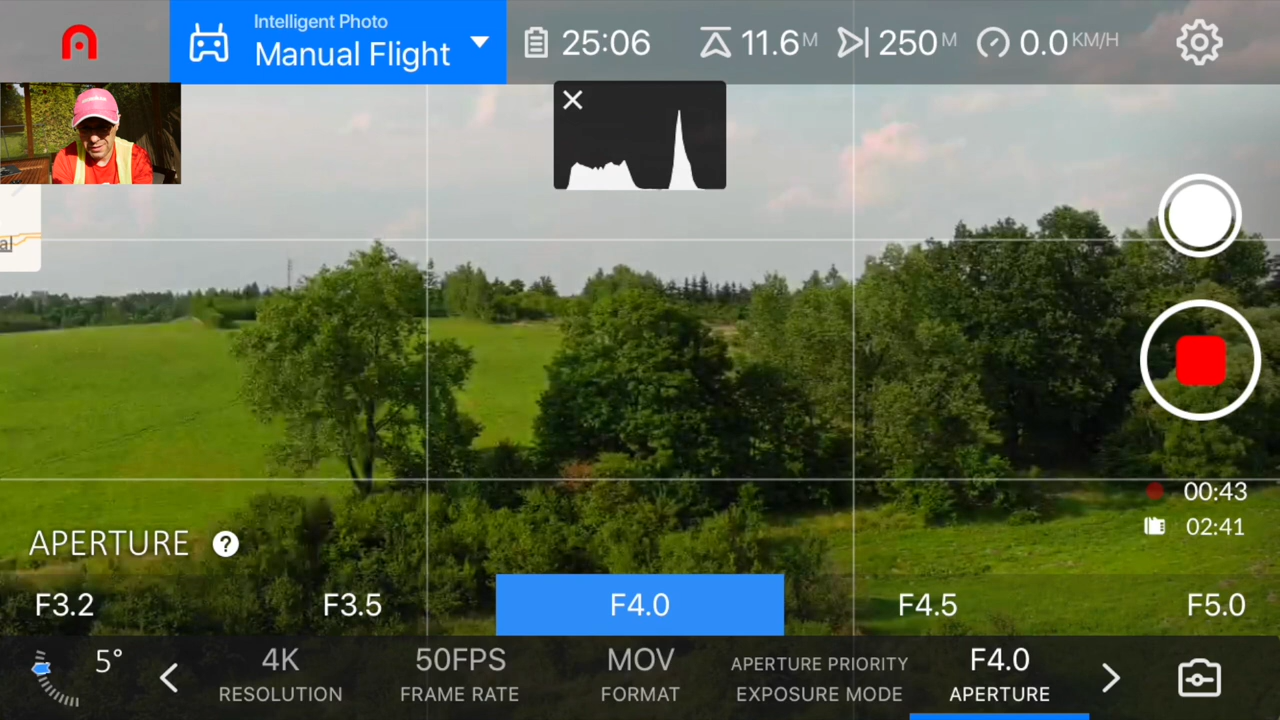 Intelligent Photo
Manual Flight
25:06
11.6M
250M
0.0KM/H
al
00:43
02:41
APERTURE ?
F3.2 F3.5 F4.0 F4.5 F5.0
5°
4K 50FPS MOV APERTURE PRIORITY F4.0
RESOLUTION FRAME RATE FORMAT EXPOSURE MODE APERTURE